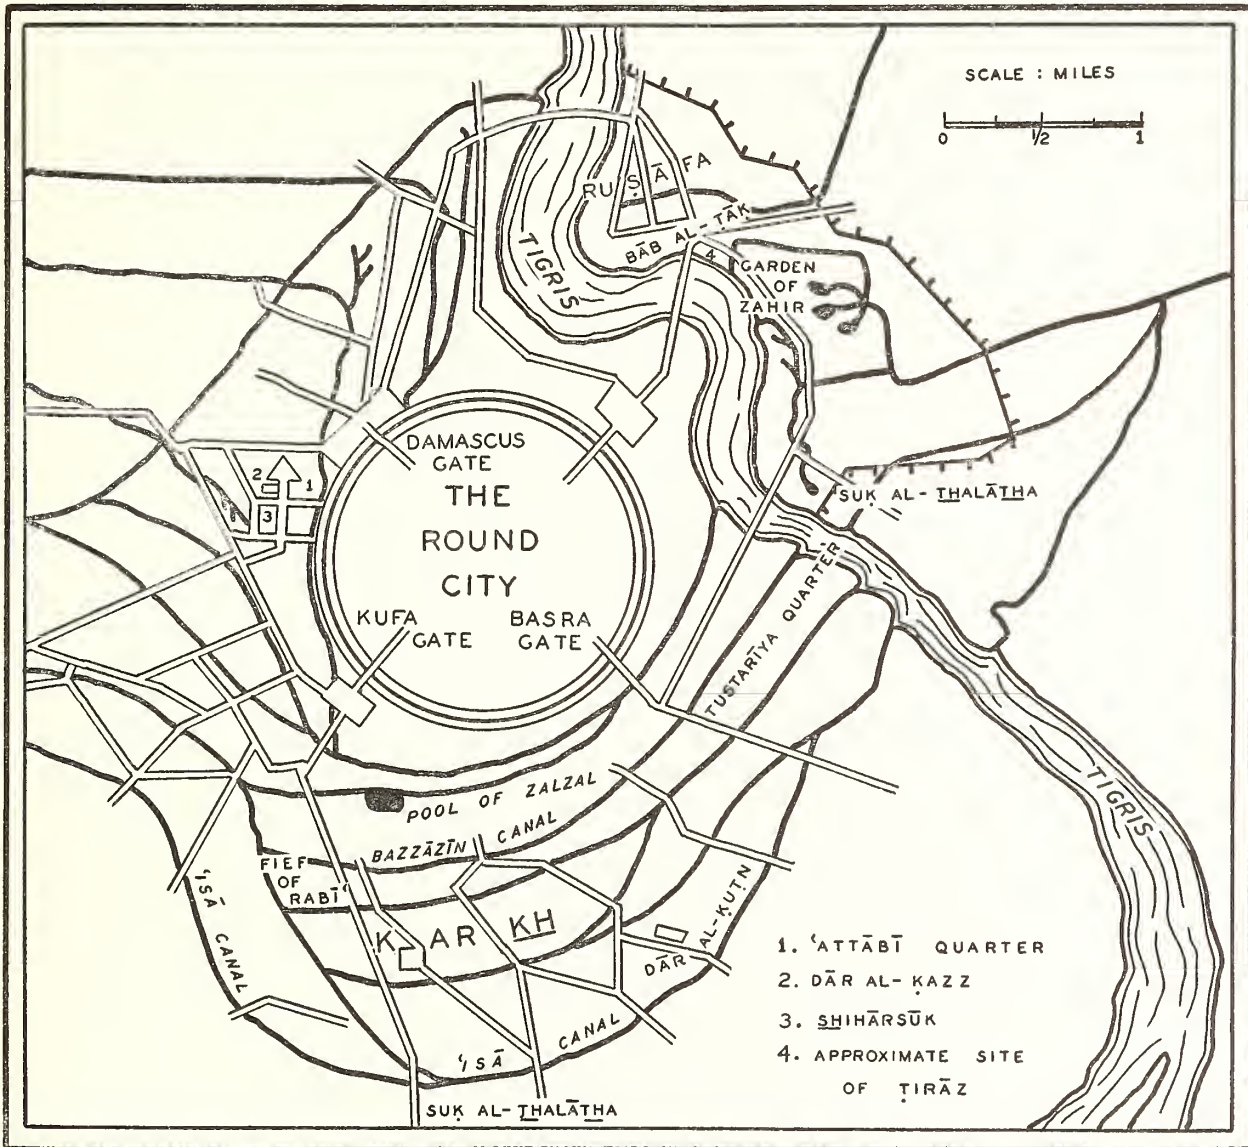 SCALE : MILES
0 ½ 1
RUṢĀFA
BĀB AL-TĀḲ
TIGRIS
4
GARDEN
OF
ZAHIR
DAMASCUS
GATE
2
1
3
THE
ROUND
CITY
SUḲ AL-THALĀTHA
KUFA
GATE
BASRA
GATE
TUSTARĪYA QUARTER
TIGRIS
POOL OF ZALZAL
BAZZĀZĪN CANAL
FIEF
OF
RABĪʿ
ʿĪSĀ CANAL
KARKH
DĀR AL-ḲUṬN
ʿĪSĀ CANAL
SUḲ AL-THALĀTHA
1. ʿATTĀBĪ QUARTER
2. DĀR AL-ḲAZZ
3. SHIHĀRSŪK
4. APPROXIMATE SITE
OF ṬIRĀZ